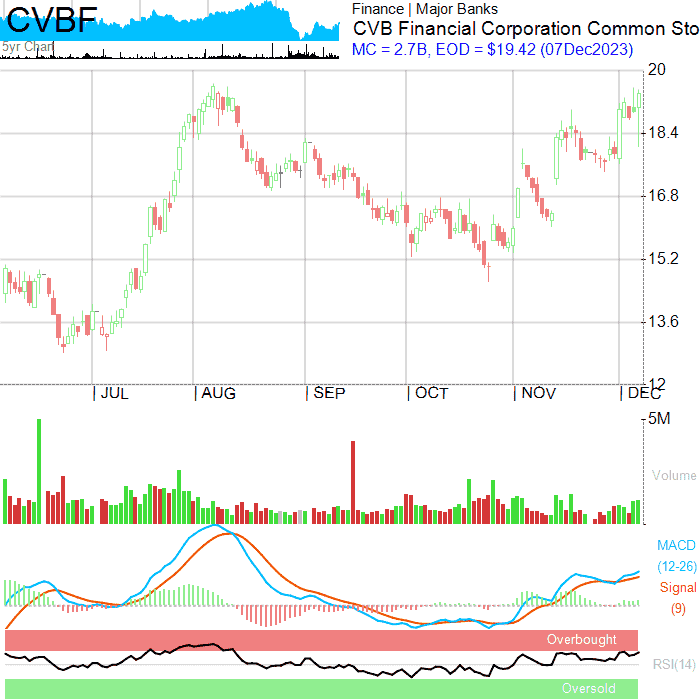 CVBF
5yr Chart
Finance | Major Banks
CVB Financial Corporation Common Sto
MC = 2.7B, EOD = $19.42 (07Dec2023)
20
18.4
16.8
15.2
13.6
12
JUL AUG SEP OCT NOV DEC
5M
Volume
MACD
(12-26)
Signal
(9)
Overbought
RSI(14)
Oversold